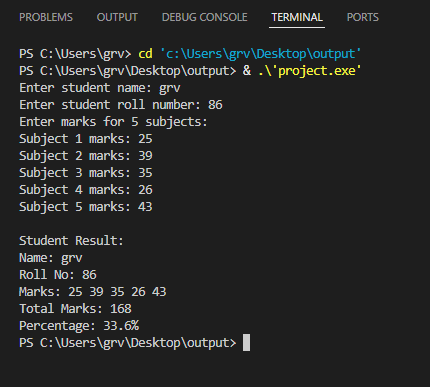 PROBLEMS OUTPUT DEBUG CONSOLE TERMINAL PORTS
PS C:\Users\grv> cd 'c:\Users\grv\Desktop\output'
PS C:\Users\grv\Desktop\output> & .\'project.exe'
Enter student name: grv
Enter student roll number: 86
Enter marks for 5 subjects:
Subject 1 marks: 25
Subject 2 marks: 39
Subject 3 marks: 35
Subject 4 marks: 26
Subject 5 marks: 43
Student Result:
Name: grv
Roll No: 86
Marks: 25 39 35 26 43
Total Marks: 168
Percentage: 33.6%
PS C:\Users\grv\Desktop\output>